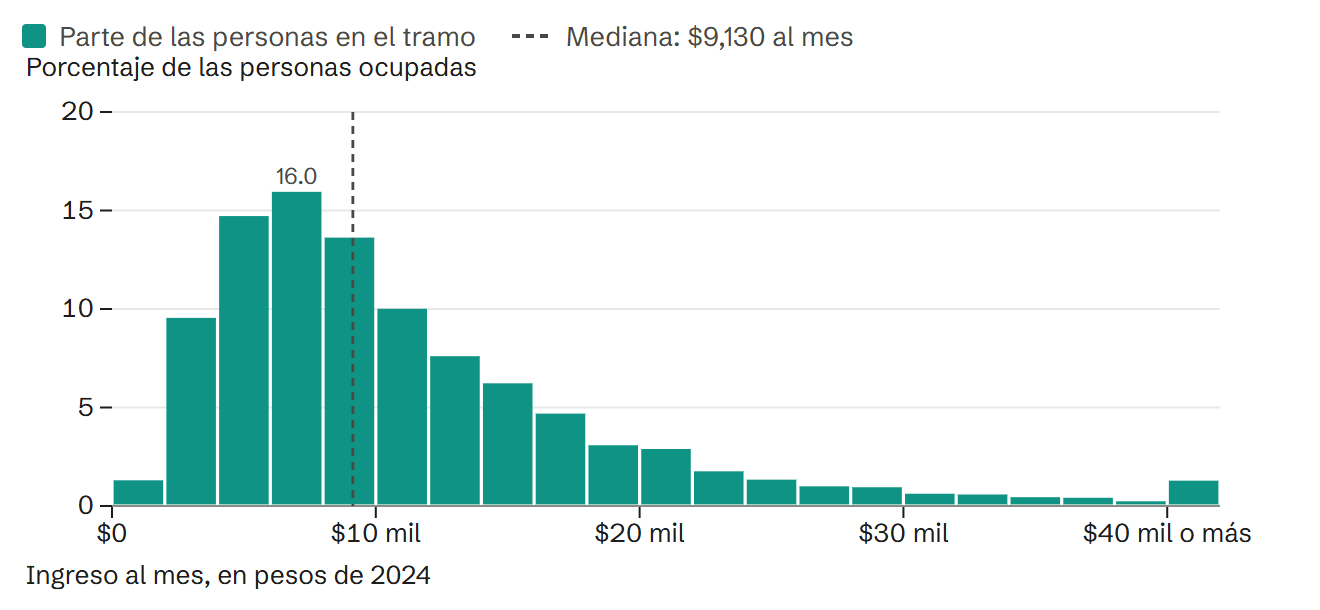 Parte de las personas en el tramo Mediana: $9,130 al mes
Porcentaje de las personas ocupadas
20
16.0
15
10
5
0
$0 $10 mil $20 mil $30 mil $40 mil o más
Ingreso al mes, en pesos de 2024